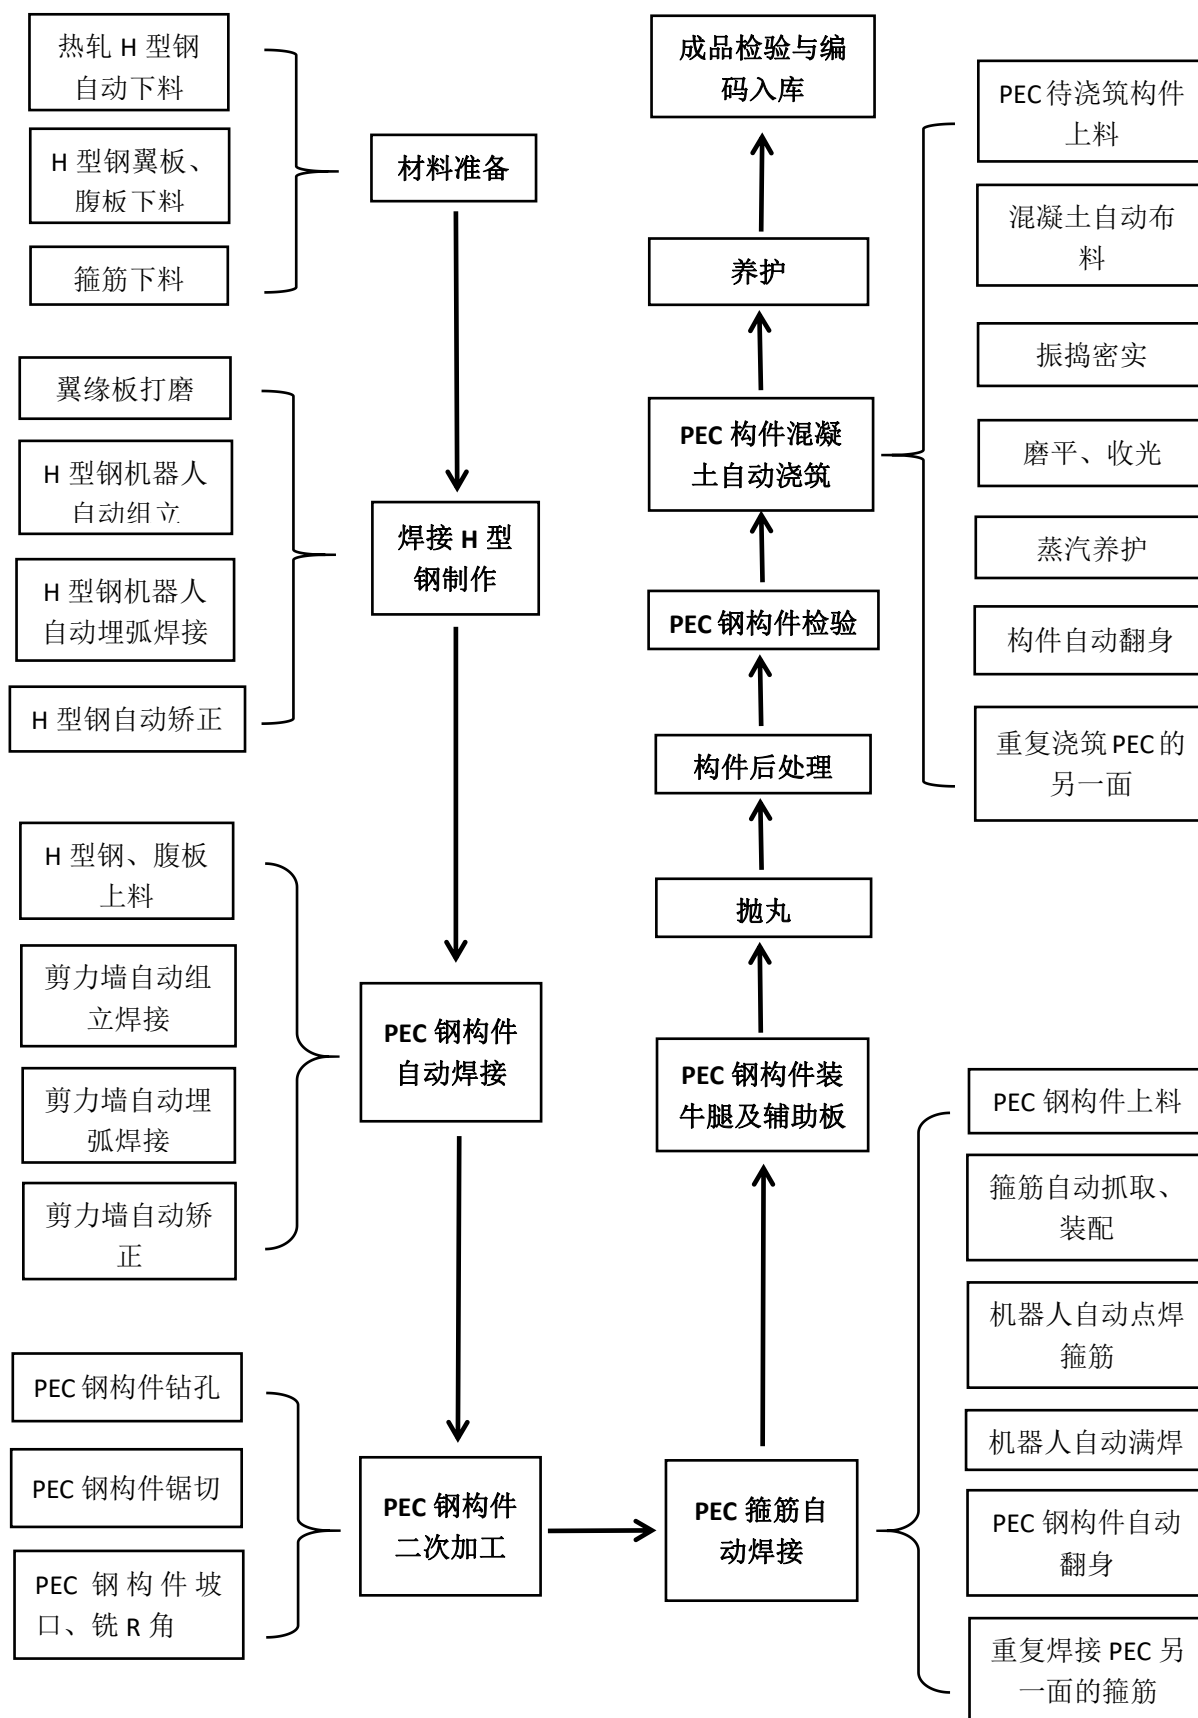 热轧 H 型钢
自动下料
H 型钢翼板、
腹板下料
箍筋下料
材料准备
翼缘板打磨
H 型钢机器人
自动组立
H 型钢机器人
自动埋弧焊接
H 型钢自动矫正
焊接 H 型
钢制作
H 型钢、腹板
上料
剪力墙自动组
立焊接
剪力墙自动埋
弧焊接
剪力墙自动矫
正
PEC 钢构件
自动焊接
PEC 钢构件钻孔
PEC 钢构件锯切
PEC 钢构件坡
口、铣 R 角
PEC 钢构件
二次加工
PEC 箍筋自
动焊接
PEC 钢构件上料
箍筋自动抓取、
装配
机器人自动点焊
箍筋
机器人自动满焊
PEC 钢构件自动
翻身
重复焊接 PEC 另
一面的箍筋
PEC 钢构件装
牛腿及辅助板
抛丸
构件后处理
PEC 钢构件检验
PEC 构件混凝
土自动浇筑
PEC 待浇筑构件
上料
混凝土自动布
料
振捣密实
磨平、收光
蒸汽养护
构件自动翻身
重复浇筑 PEC 的
另一面
养护
成品检验与编
码入库